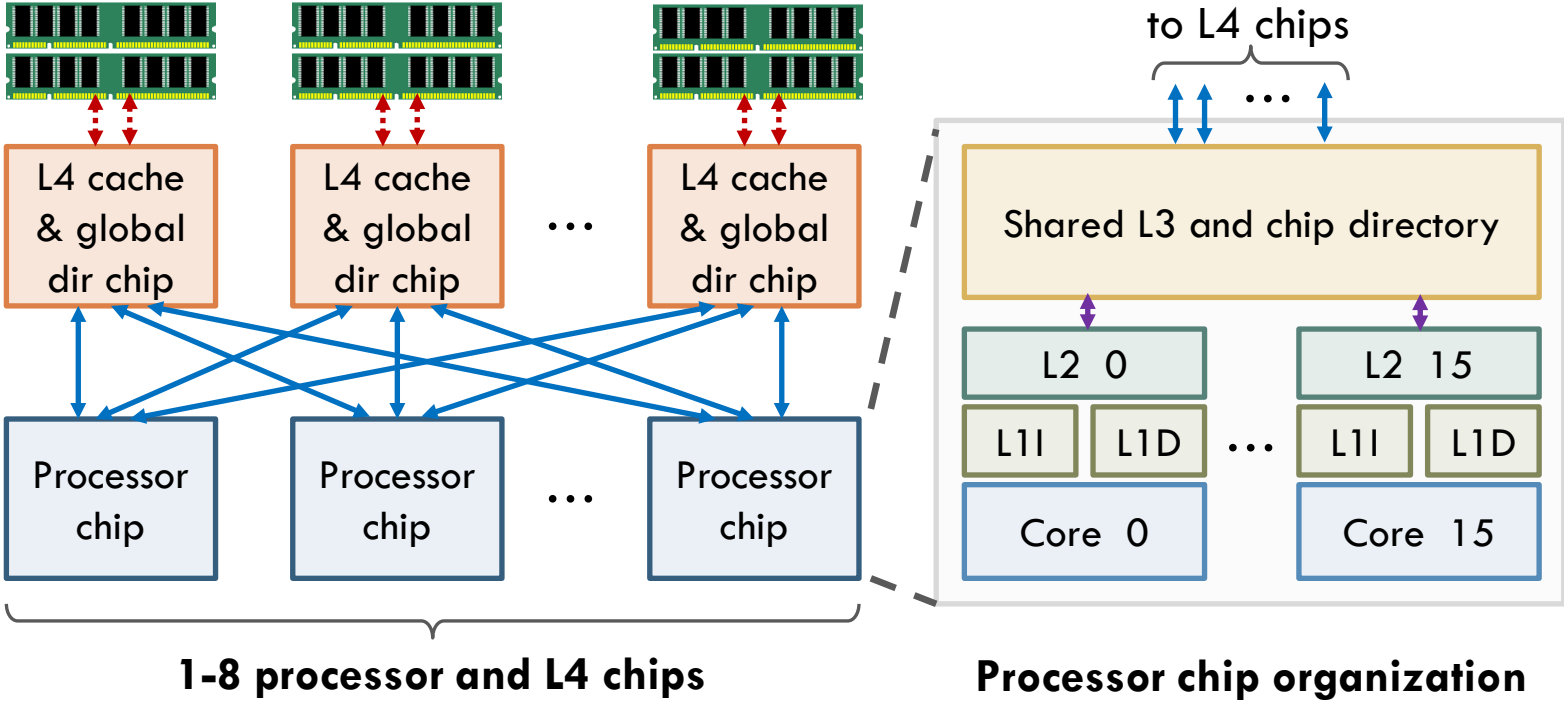 L4 cache
& global
dir chip
L4 cache
& global
dir chip
...
L4 cache
& global
dir chip
Processor
chip
Processor
chip
...
Processor
chip
1-8 processor and L4 chips
to L4 chips
...
Shared L3 and chip directory
L2 0
L2 15
L1I
L1D
...
L1I
L1D
Core 0
Core 15
Processor chip organization